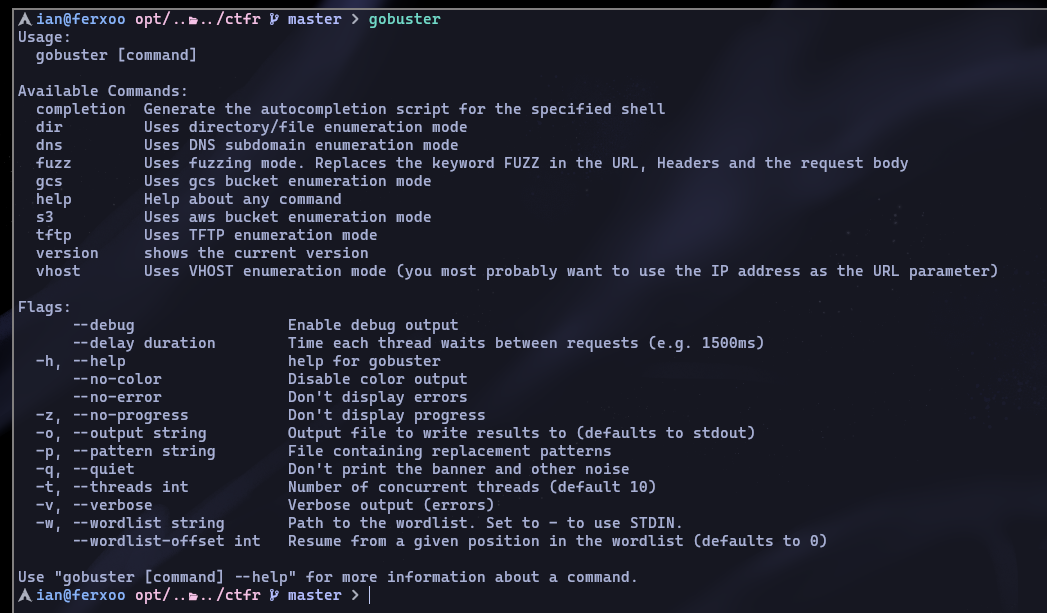 ian@ferxoo opt/..../ctfr master > gobuster
Usage:
  gobuster [command]

Available Commands:
  completion  Generate the autocompletion script for the specified shell
  dir         Uses directory/file enumeration mode
  dns         Uses DNS subdomain enumeration mode
  fuzz        Uses fuzzing mode. Replaces the keyword FUZZ in the URL, Headers and the request body
  gcs         Uses gcs bucket enumeration mode
  help        Help about any command
  s3          Uses aws bucket enumeration mode
  tftp        Uses TFTP enumeration mode
  version     shows the current version
  vhost       Uses VHOST enumeration mode (you most probably want to use the IP address as the URL parameter)

Flags:
      --debug                 Enable debug output
      --delay duration        Time each thread waits between requests (e.g. 1500ms)
  -h, --help                  help for gobuster
      --no-color              Disable color output
      --no-error              Don't display errors
  -z, --no-progress           Don't display progress
  -o, --output string         Output file to write results to (defaults to stdout)
  -p, --pattern string        File containing replacement patterns
  -q, --quiet                 Don't print the banner and other noise
  -t, --threads int           Number of concurrent threads (default 10)
  -v, --verbose               Verbose output (errors)
  -w, --wordlist string       Path to the wordlist. Set to - to use STDIN.
      --wordlist-offset int   Resume from a given position in the wordlist (defaults to 0)

Use "gobuster [command] --help" for more information about a command.
ian@ferxoo opt/..../ctfr master >